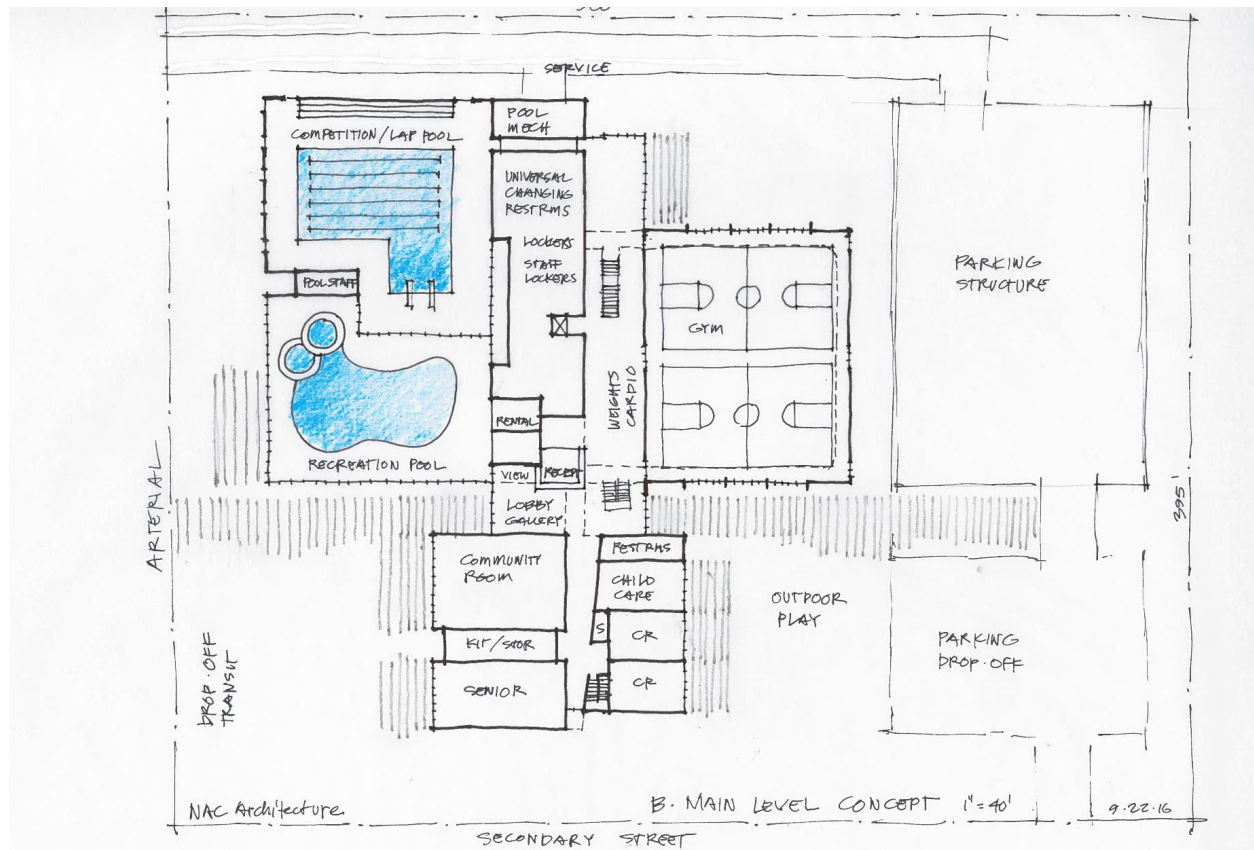 SERVICE
POOL
MECH
COMPETITION/LAP POOL
UNIVERSAL
CHANGING
RESTRMS
LOCKERS
STAFF
LOCKERS
POOL STAFF
GYM
PARKING
STRUCTURE
WEIGHTS
CARDIO
RENTAL
RECREATION POOL
VIEW
RECEPT
LOBBY
GALLERY
ARTERIAL
395'
COMMUNITY
ROOM
RESTRMS
CHILD
CARE
OUTDOOR
PLAY
S
CR
KIT/STOR
PARKING
DROP·OFF
CR
SENIOR
DROP·OFF
TRANSIT
NAC Architecture
B. MAIN LEVEL CONCEPT 1"=40'
9·22·16
SECONDARY STREET